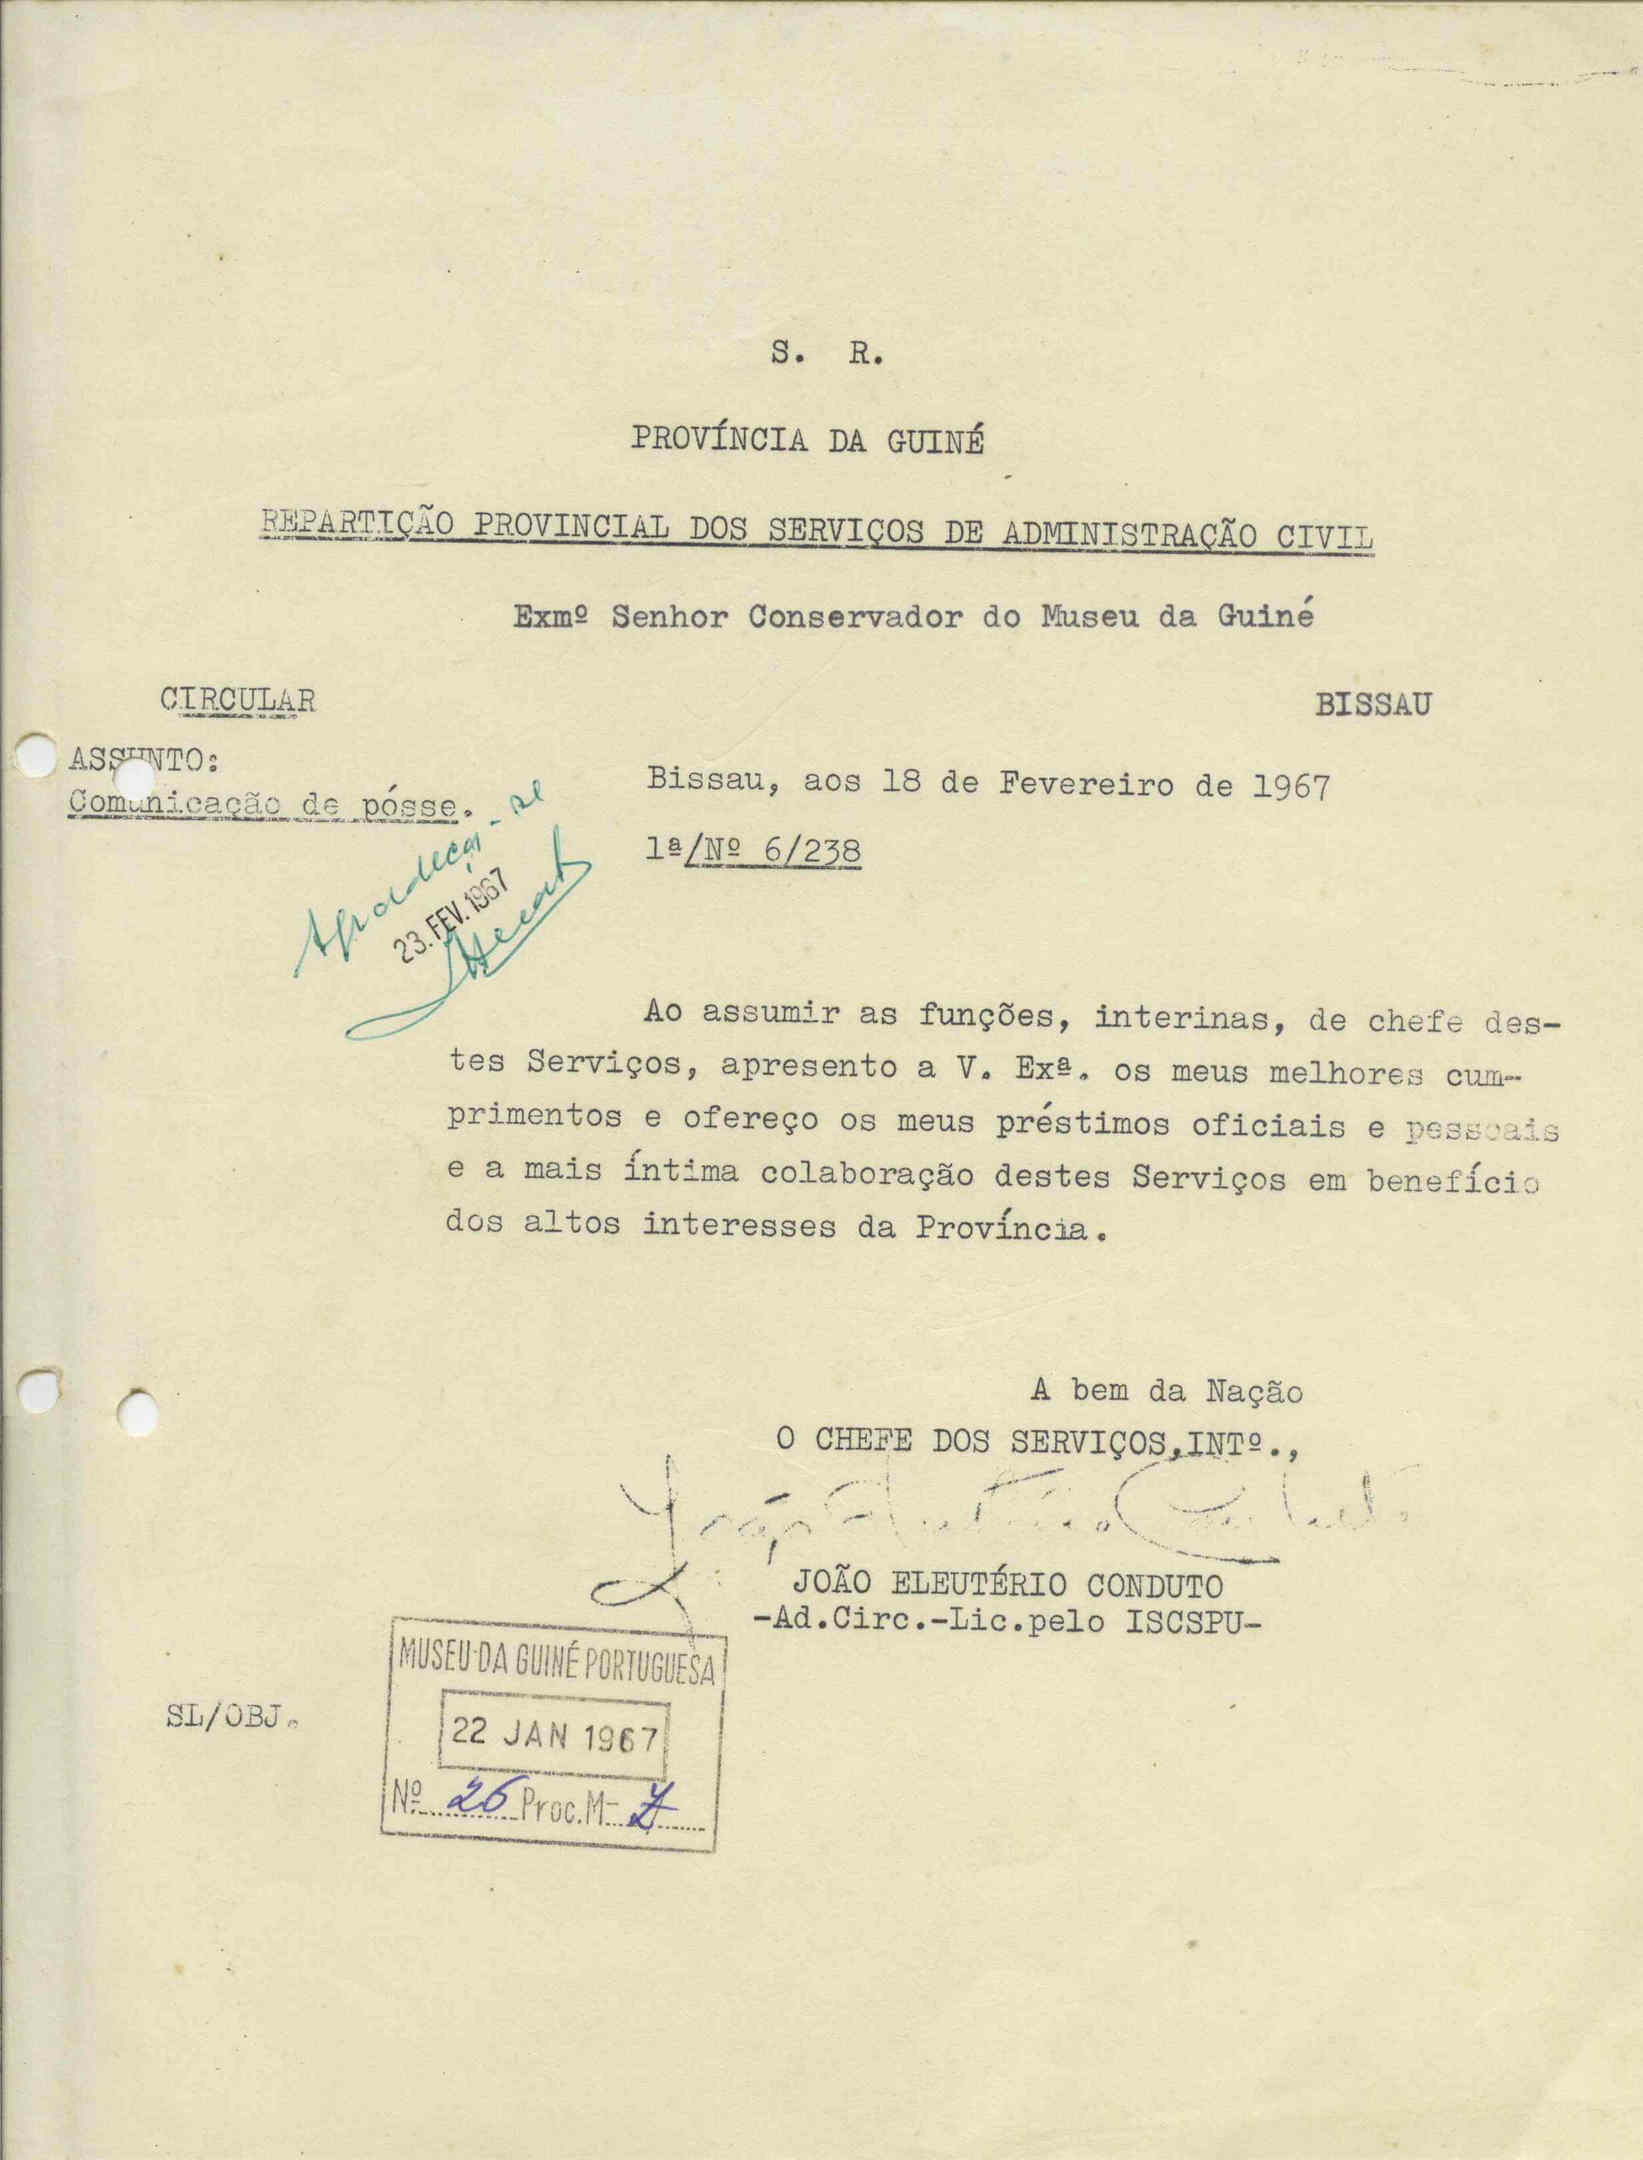 S. R.
PROVÍNCIA DA GUINÉ
REPARTIÇÃO PROVINCIAL DOS SERVIÇOS DE ADMINISTRAÇÃO CIVIL
Exmº Senhor Conservador do Museu da Guiné
CIRCULAR
BISSAU
ASSUNTO:
Comunicação de pósse.
Bissau, aos 18 de Fevereiro de 1967
1ª/Nº 6/238
Agradeça-se
23. FEV. 1967
Ao assumir as funções, interinas, de chefe des-
tes Serviços, apresento a V. Exª. os meus melhores cum-
primentos e ofereço os meus préstimos oficiais e pessoais
e a mais íntima colaboração destes Serviços em benefício
dos altos interesses da Província.
A bem da Nação
O CHEFE DOS SERVIÇOS,INTº.,
JOÃO ELEUTÉRIO CONDUTO
-Ad.Circ.-Lic.pelo ISCSPU-
MUSEU DA GUINÉ PORTUGUESA
22 JAN 1967
Nº 26 Proc. M- 7
SL/OBJ.